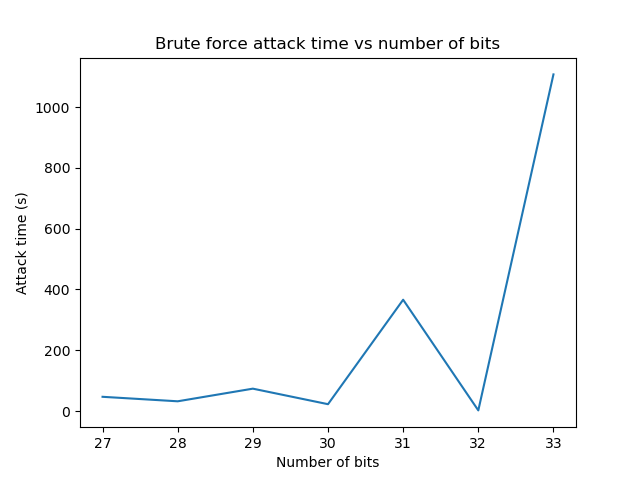 Brute force attack time vs number of bits
1000
800
600
400
200
0
Attack time (s)
27 28 29 30 31 32 33
Number of bits